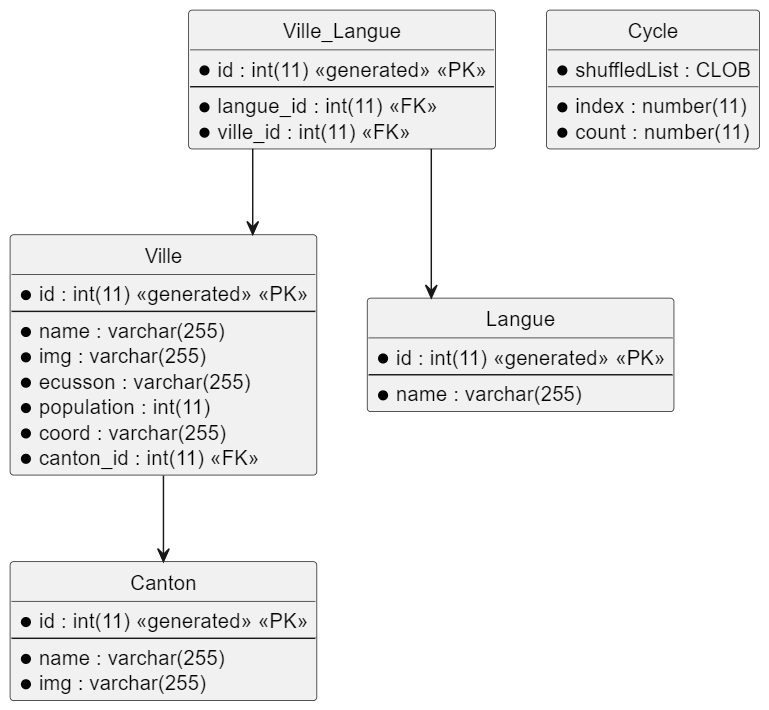 Ville_Langue
id : int(11) «generated» «PK»
langue_id : int(11) «FK»
ville_id : int(11) «FK»
Cycle
shuffledList : CLOB
index : number(11)
count : number(11)
Ville
id : int(11) «generated» «PK»
name : varchar(255)
img : varchar(255)
ecusson : varchar(255)
population : int(11)
coord : varchar(255)
canton_id : int(11) «FK»
Langue
id : int(11) «generated» «PK»
name : varchar(255)
Canton
id : int(11) «generated» «PK»
name : varchar(255)
img : varchar(255)